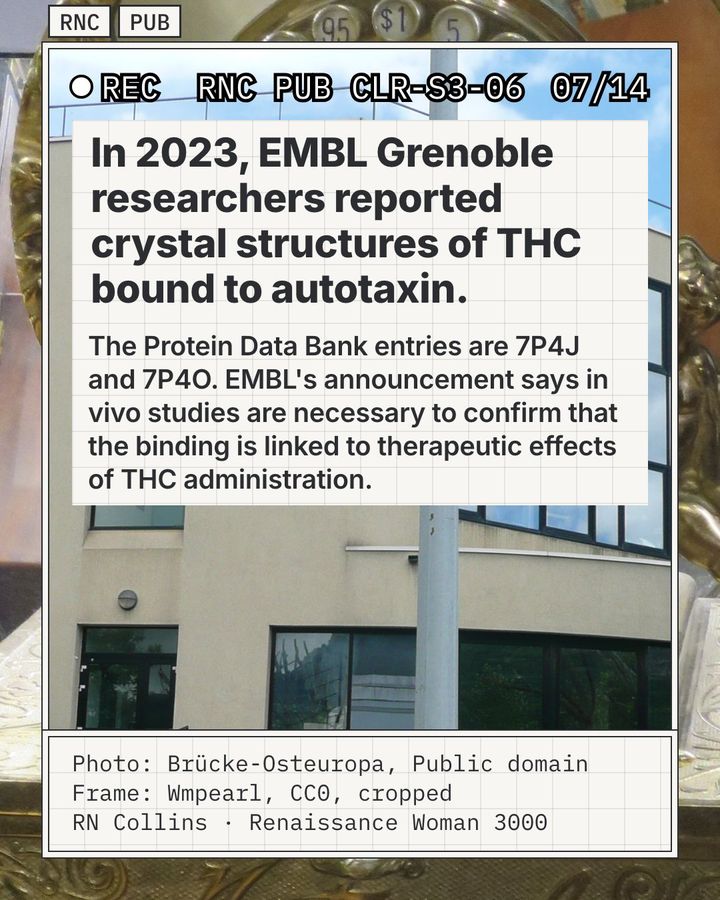 RNC PUB
95 $1 5
REC RNC PUB CLR-S3-06 07/14
In 2023, EMBL Grenoble
researchers reported
crystal structures of THC
bound to autotaxin.
The Protein Data Bank entries are 7P4J
and 7P4O. EMBL's announcement says in
vivo studies are necessary to confirm that
the binding is linked to therapeutic effects
of THC administration.
Photo: Brücke-Osteuropa, Public domain
Frame: Wmpearl, CC0, cropped
RN Collins · Renaissance Woman 3000